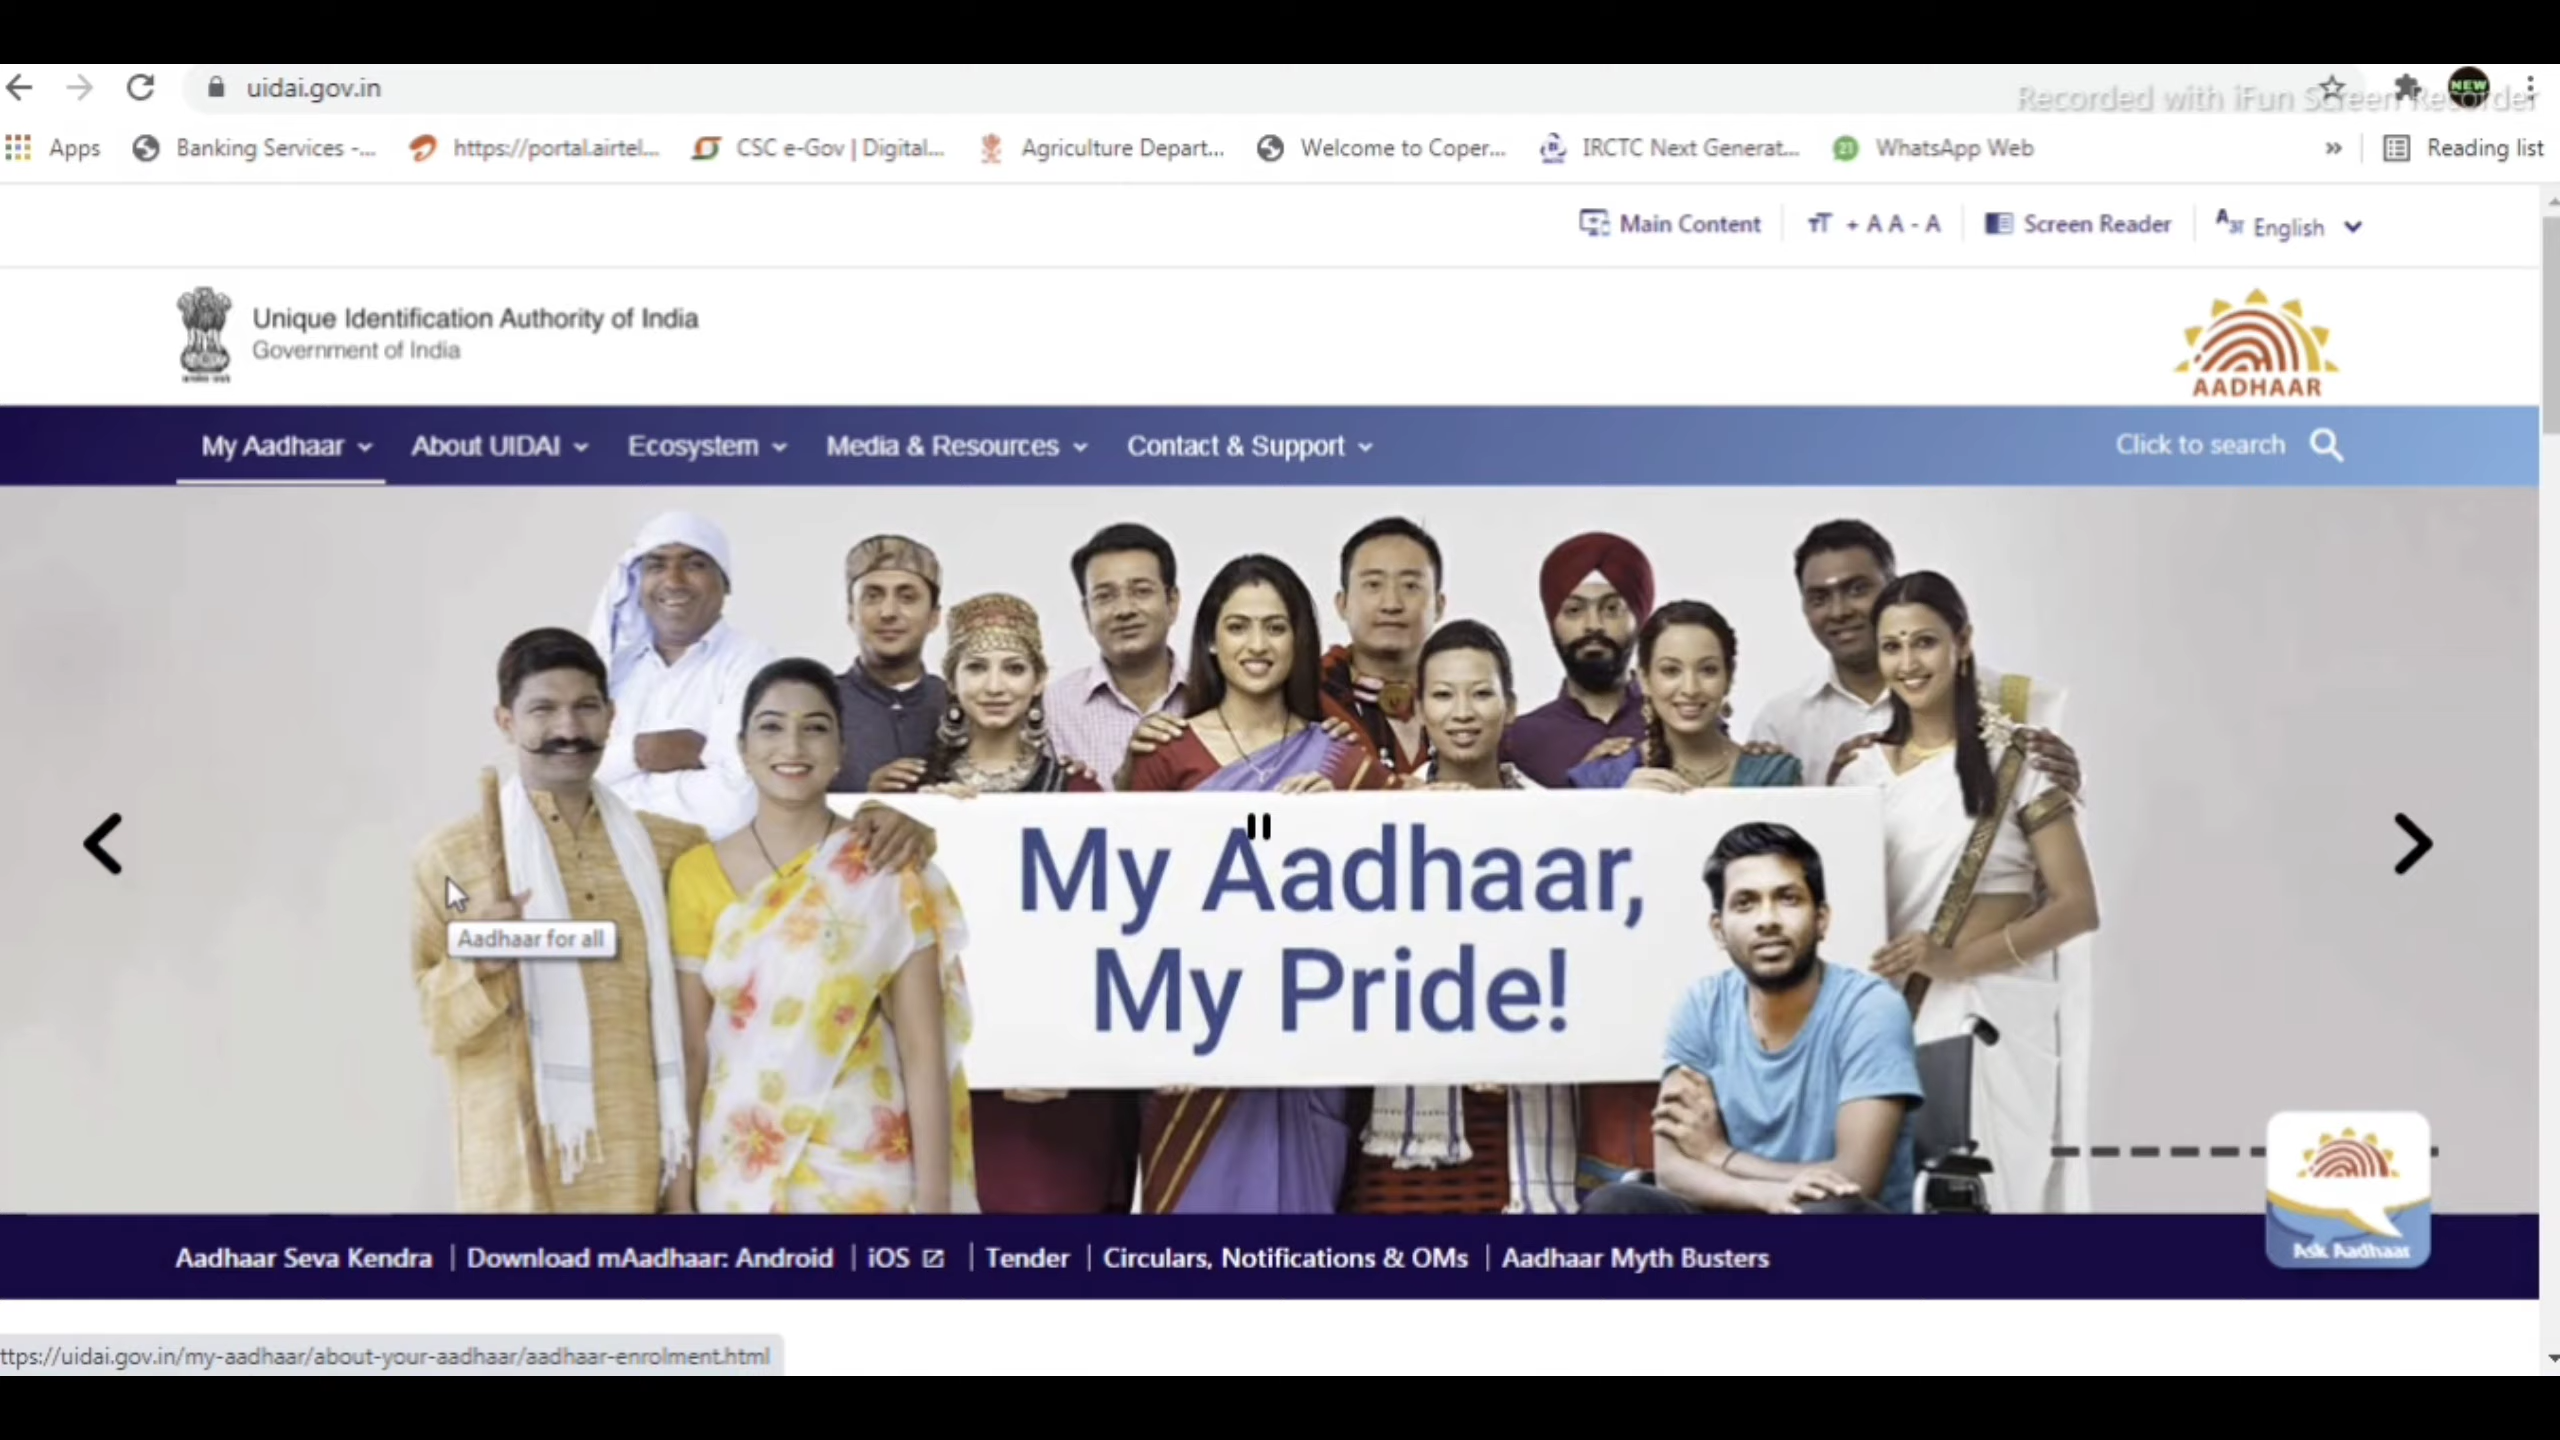 uidai.gov.in
Recorded with iFun Screen Recorder
NEW
Apps
Banking Services -...
https://portal.airtel...
CSC e-Gov | Digital...
Agriculture Depart...
Welcome to Coper...
IRCTC Next Generat...
21
WhatsApp Web
»
Reading list
Main Content
TT + A A - A
Screen Reader
English
Unique Identification Authority of India
Government of India
AADHAAR
My Aadhaar
About UIDAI
Ecosystem
Media & Resources
Contact & Support
Click to search
My Aadhaar,
My Pride!
Aadhaar for all
Ask Aadhaar
Aadhaar Seva Kendra | Download mAadhaar: Android | iOS | Tender | Circulars, Notifications & OMs | Aadhaar Myth Busters
ttps://uidai.gov.in/my-aadhaar/about-your-aadhaar/aadhaar-enrolment.html